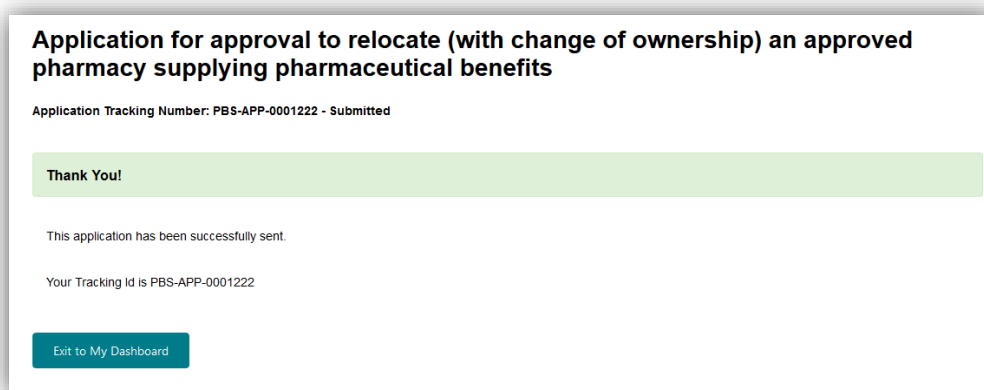 Application for approval to relocate (with change of ownership) an approved
pharmacy supplying pharmaceutical benefits
Application Tracking Number: PBS-APP-0001222 - Submitted
Thank You!
This application has been successfully sent.
Your Tracking Id is PBS-APP-0001222
Exit to My Dashboard